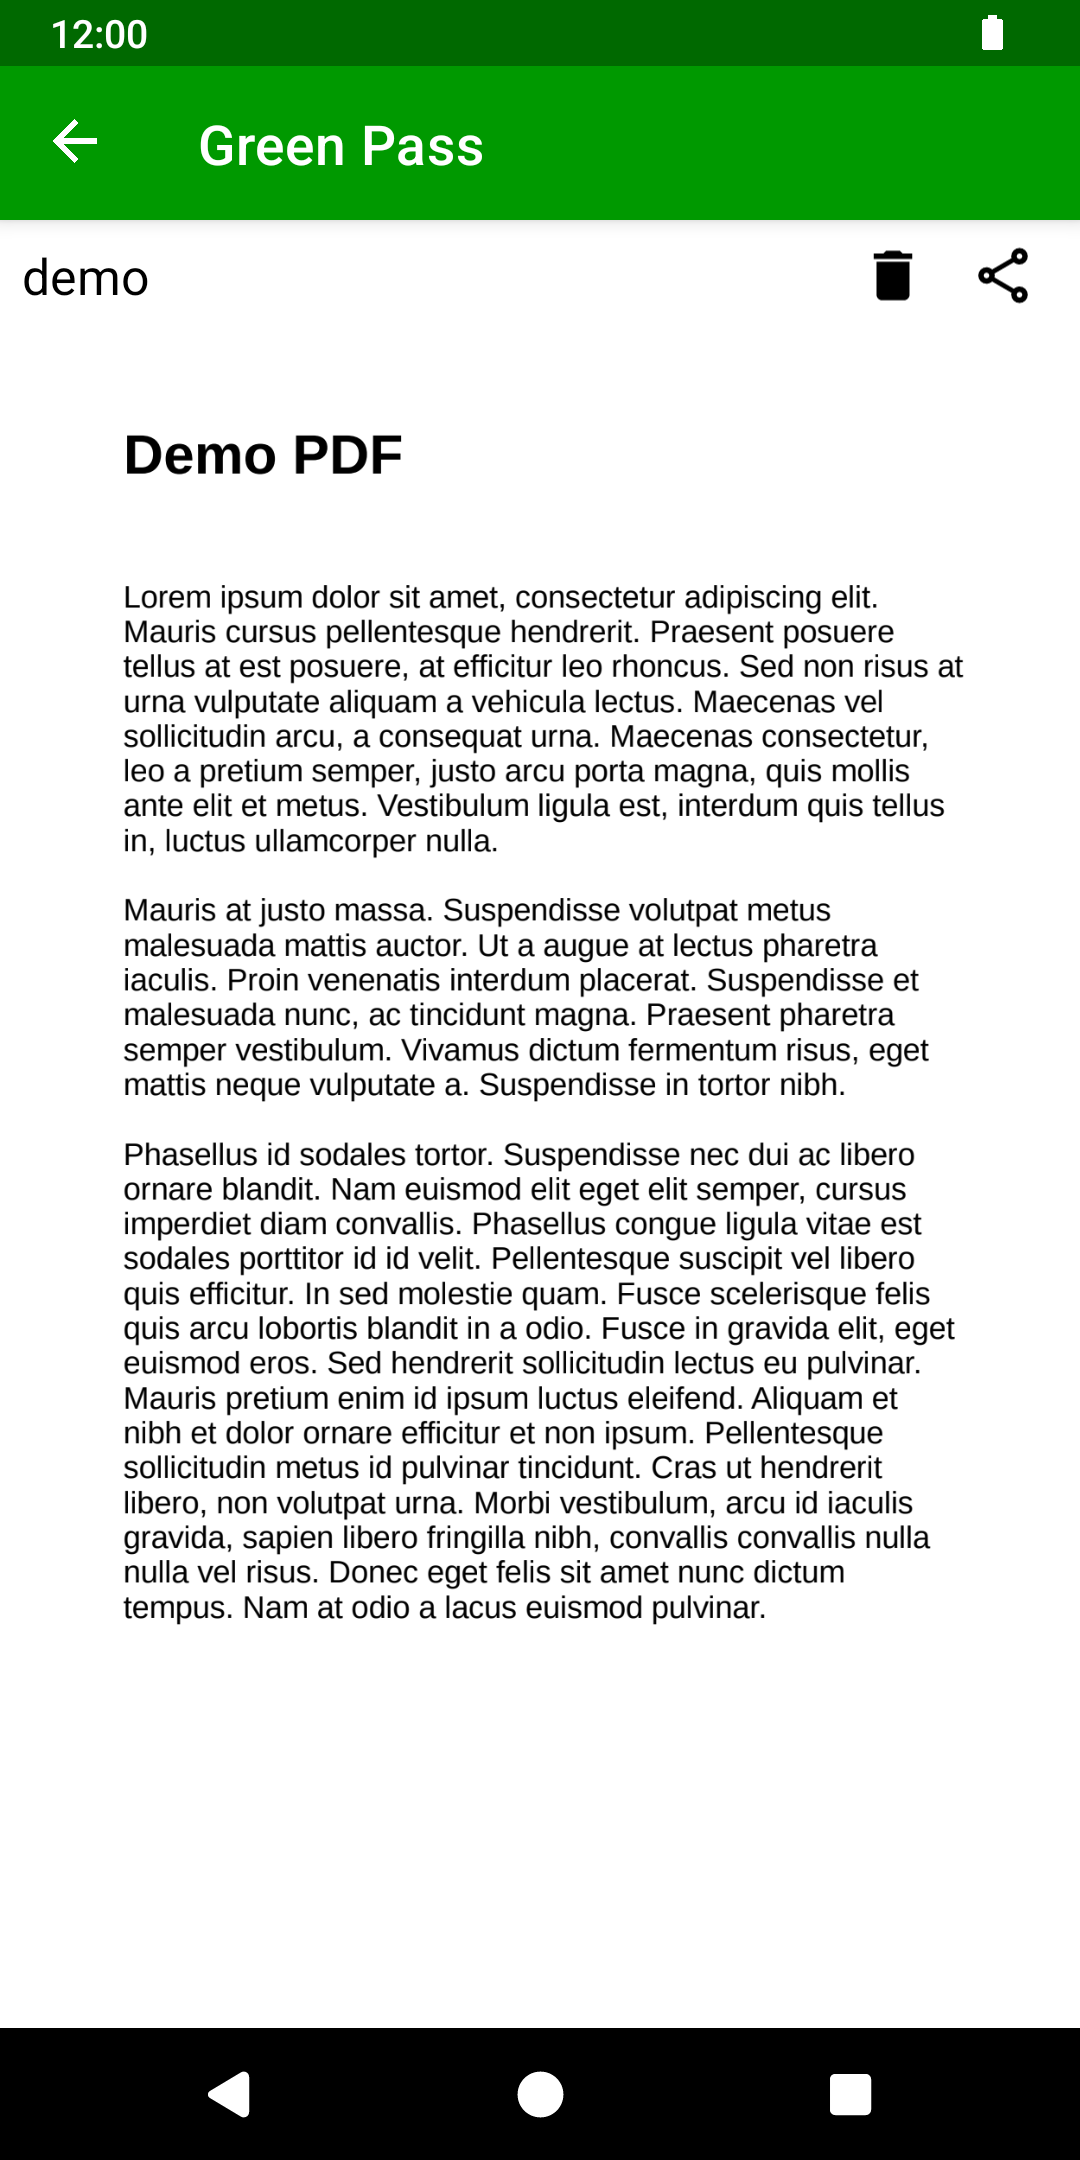 12:00
Green Pass
demo
Demo PDF
Lorem ipsum dolor sit amet, consectetur adipiscing elit.
Mauris cursus pellentesque hendrerit. Praesent posuere
tellus at est posuere, at efficitur leo rhoncus. Sed non risus at
urna vulputate aliquam a vehicula lectus. Maecenas vel
sollicitudin arcu, a consequat urna. Maecenas consectetur,
leo a pretium semper, justo arcu porta magna, quis mollis
ante elit et metus. Vestibulum ligula est, interdum quis tellus
in, luctus ullamcorper nulla.
Mauris at justo massa. Suspendisse volutpat metus
malesuada mattis auctor. Ut a augue at lectus pharetra
iaculis. Proin venenatis interdum placerat. Suspendisse et
malesuada nunc, ac tincidunt magna. Praesent pharetra
semper vestibulum. Vivamus dictum fermentum risus, eget
mattis neque vulputate a. Suspendisse in tortor nibh.
Phasellus id sodales tortor. Suspendisse nec dui ac libero
ornare blandit. Nam euismod elit eget elit semper, cursus
imperdiet diam convallis. Phasellus congue ligula vitae est
sodales porttitor id id velit. Pellentesque suscipit vel libero
quis efficitur. In sed molestie quam. Fusce scelerisque felis
quis arcu lobortis blandit in a odio. Fusce in gravida elit, eget
euismod eros. Sed hendrerit sollicitudin lectus eu pulvinar.
Mauris pretium enim id ipsum luctus eleifend. Aliquam et
nibh et dolor ornare efficitur et non ipsum. Pellentesque
sollicitudin metus id pulvinar tincidunt. Cras ut hendrerit
libero, non volutpat urna. Morbi vestibulum, arcu id iaculis
gravida, sapien libero fringilla nibh, convallis convallis nulla
nulla vel risus. Donec eget felis sit amet nunc dictum
tempus. Nam at odio a lacus euismod pulvinar.